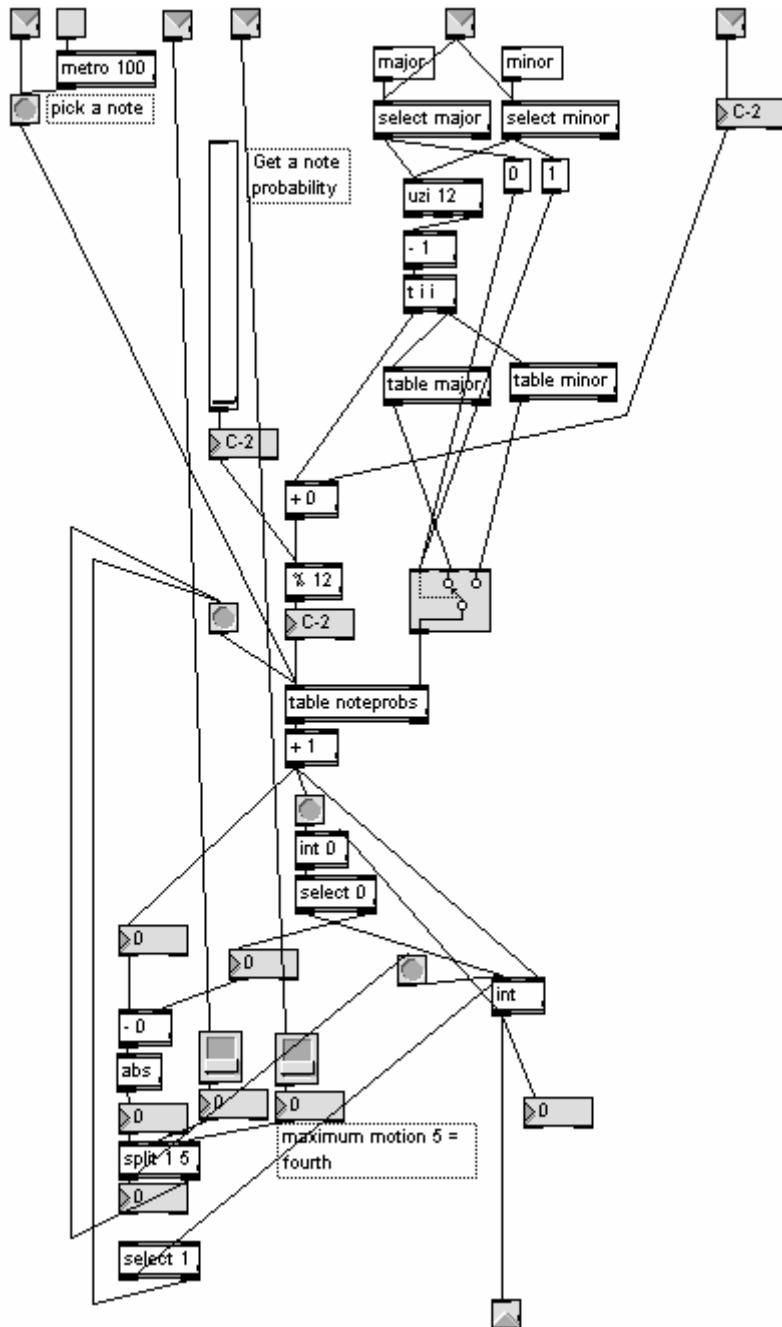 major
minor
metro 100
pick a note
select major
select minor
C-2
Get a note
probability
0
1
uzi 12
- 1
t i i
table major
table minor
C-2
+ 0
% 12
C-2
table noteprobs
+ 1
int 0
select 0
0
0
int
- 0
abs
0
0
0
0
maximum motion 5 =
fourth
split 1 5
0
select 1